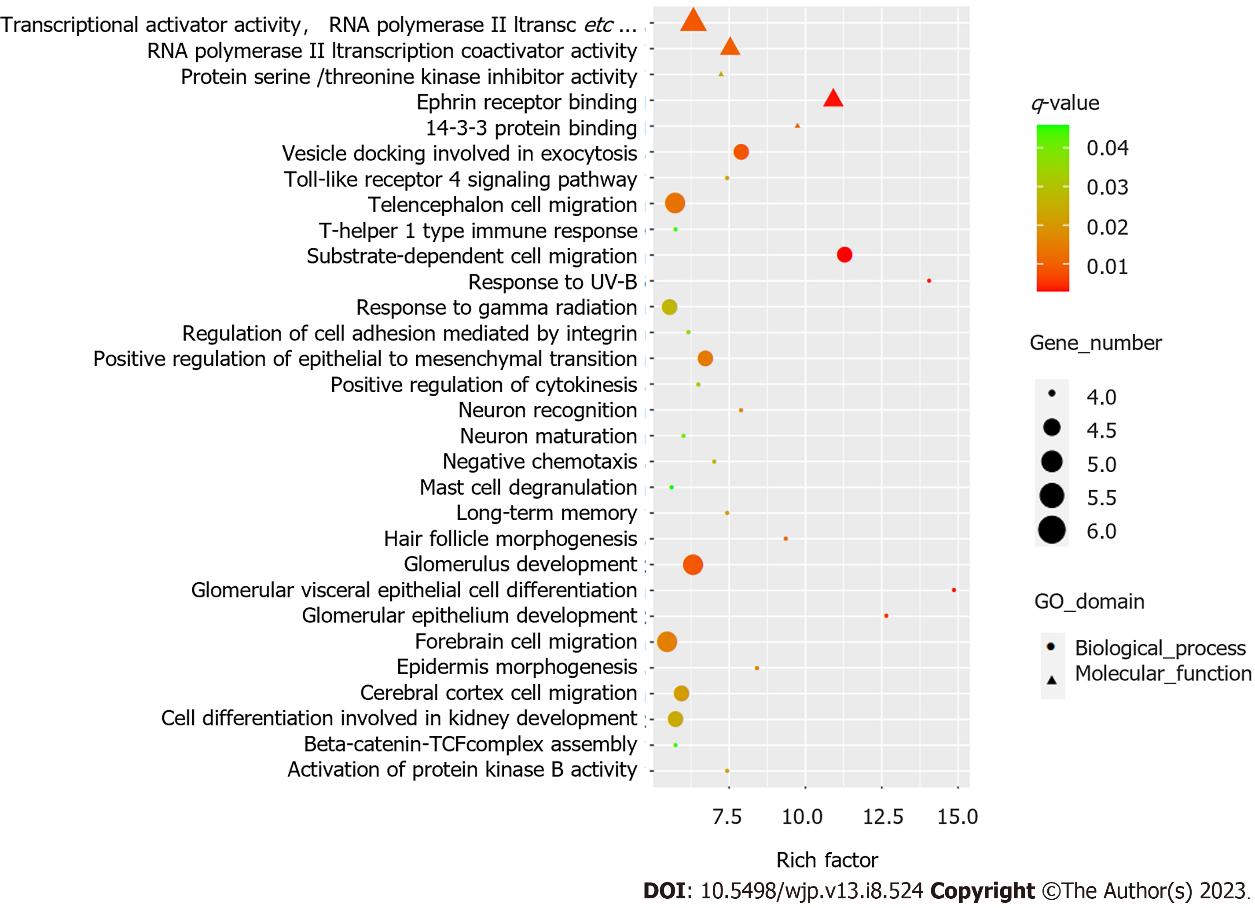 Transcriptional activator activity， RNA polymerase II ltransc etc ...
RNA polymerase II ltranscription coactivator activity
Protein serine /threonine kinase inhibitor activity
Ephrin receptor binding
14-3-3 protein binding
Vesicle docking involved in exocytosis
Toll-like receptor 4 signaling pathway
Telencephalon cell migration
T-helper 1 type immune response
Substrate-dependent cell migration
Response to UV-B
Response to gamma radiation
Regulation of cell adhesion mediated by integrin
Positive regulation of epithelial to mesenchymal transition
Positive regulation of cytokinesis
Neuron recognition
Neuron maturation
Negative chemotaxis
Mast cell degranulation
Long-term memory
Hair follicle morphogenesis
Glomerulus development
Glomerular visceral epithelial cell differentiation
Glomerular epithelium development
Forebrain cell migration
Epidermis morphogenesis
Cerebral cortex cell migration
Cell differentiation involved in kidney development
Beta-catenin-TCFcomplex assembly
Activation of protein kinase B activity
7.5 10.0 12.5 15.0
Rich factor
q-value
0.04
0.03
0.02
0.01
Gene_number
4.0
4.5
5.0
5.5
6.0
GO_domain
Biological_process
Molecular_function
DOI: 10.5498/wjp.v13.i8.524 Copyright ©The Author(s) 2023.